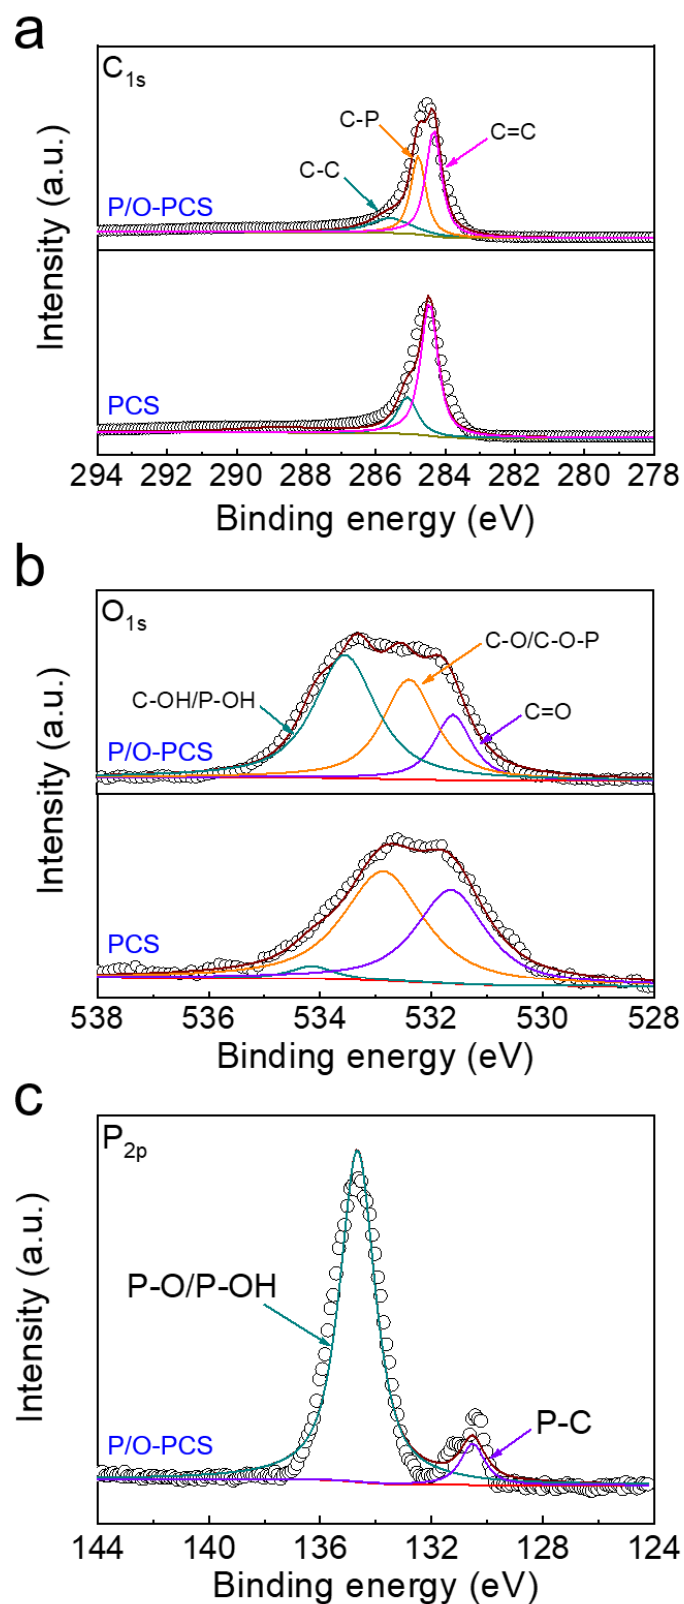 a
C1s
C-P
C=C
C-C
P/O-PCS
PCS
Intensity (a.u.)
294 292 290 288 286 284 282 280 278
Binding energy (eV)
b
O1s
C-O/C-O-P
C-OH/P-OH
C=O
P/O-PCS
PCS
Intensity (a.u.)
538 536 533 531 530 528
Binding energy (eV)
c
P2p
P-O/P-OH
P-C
P/O-PCS
Intensity (a.u.)
144 140 136 132 128 124
Binding energy (eV)